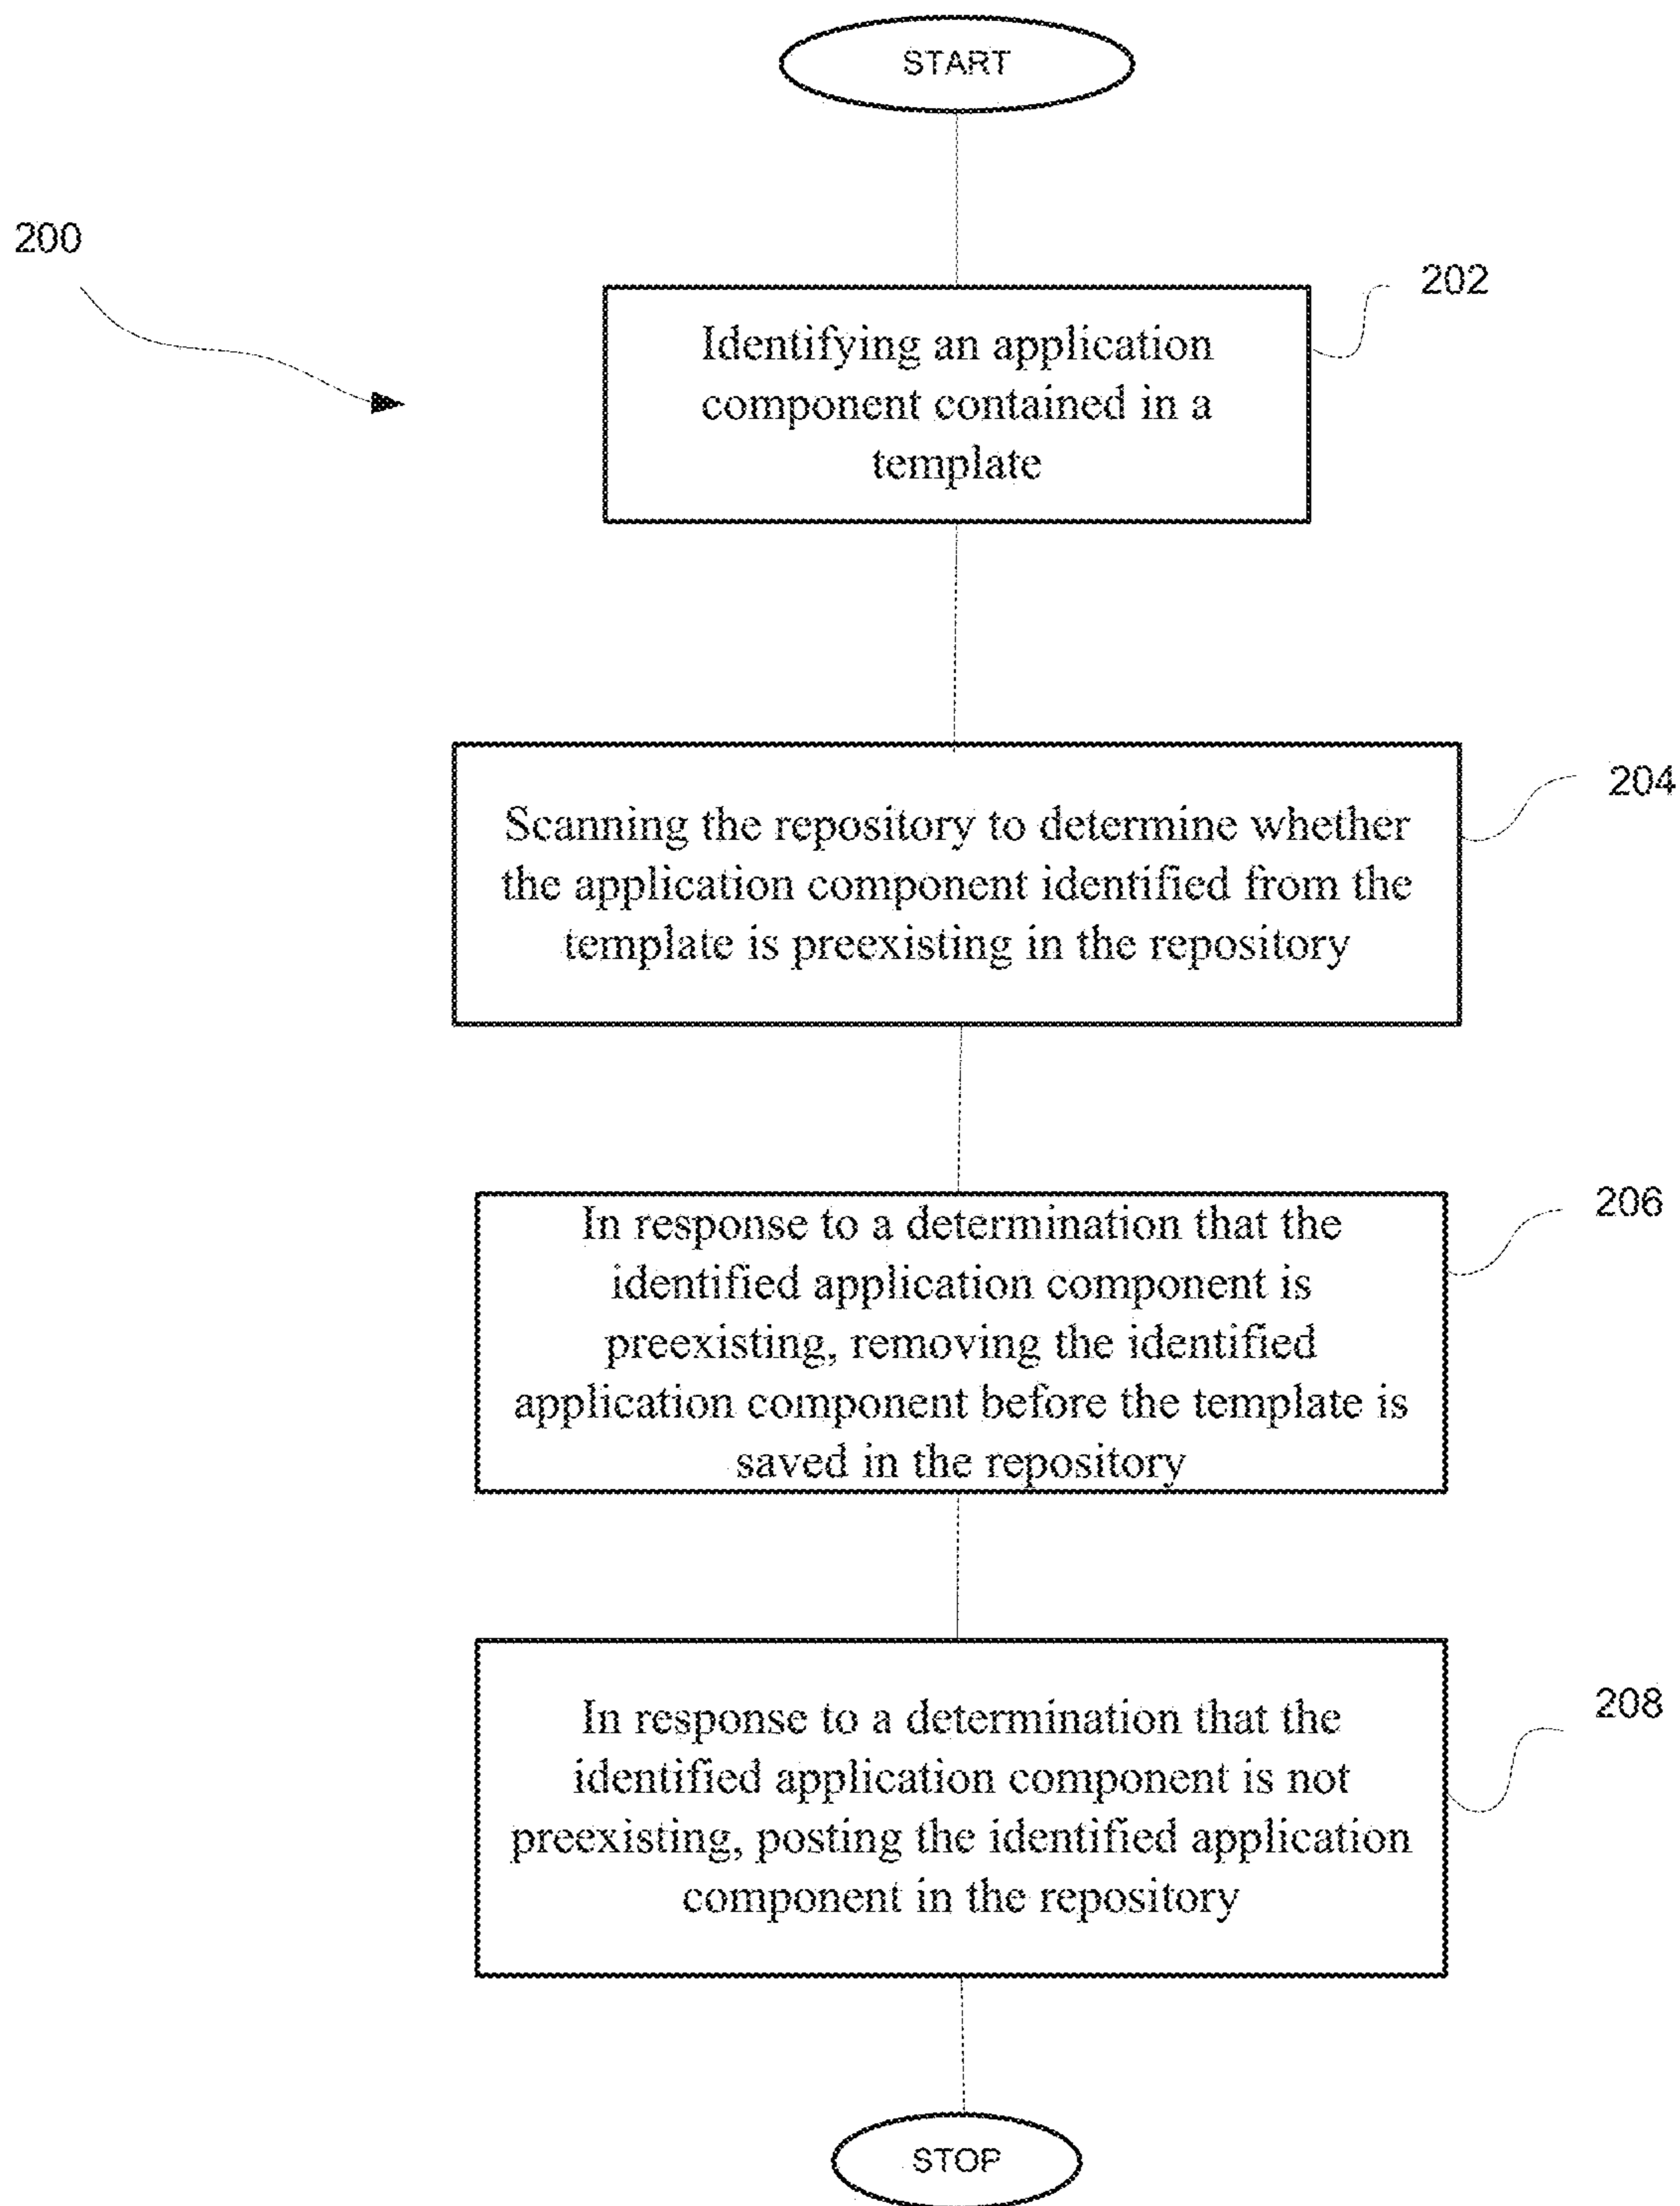 START
200
202
Identifying an application
component contained in a
template
204
Scanning the repository to determine whether
the application component identified from the
template is preexisting in the repository
206
In response to a determination that the
identified application component is
preexisting, removing the identified
application component before the template is
saved in the repository
208
In response to a determination that the
identified application component is not
preexisting, posting the identified application
component in the repository
STOP